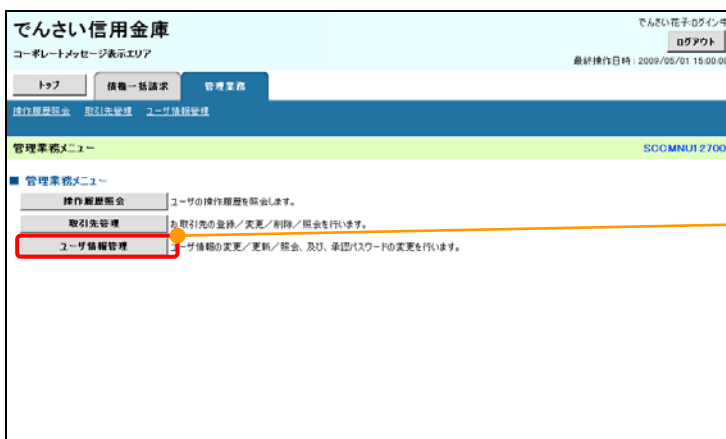 でんさい信用金庫
コーポレートメッセージ表示エリア
でんさい花子:ログイン中
ログアウト
最終操作日時：2009/05/01 15:00:00
トップ 債権一括請求 管理業務
操作履歴照会 取引先管理 ユーザ情報管理
管理業務メニュー SCCMNU12700
■ 管理業務メニュー
操作履歴照会 ユーザの操作履歴を照会します。
取引先管理 お取引先の登録／変更／削除／照会を行います。
ユーザ情報管理 ユーザ情報の変更／更新／照会、及び、承認パスワードの変更を行います。